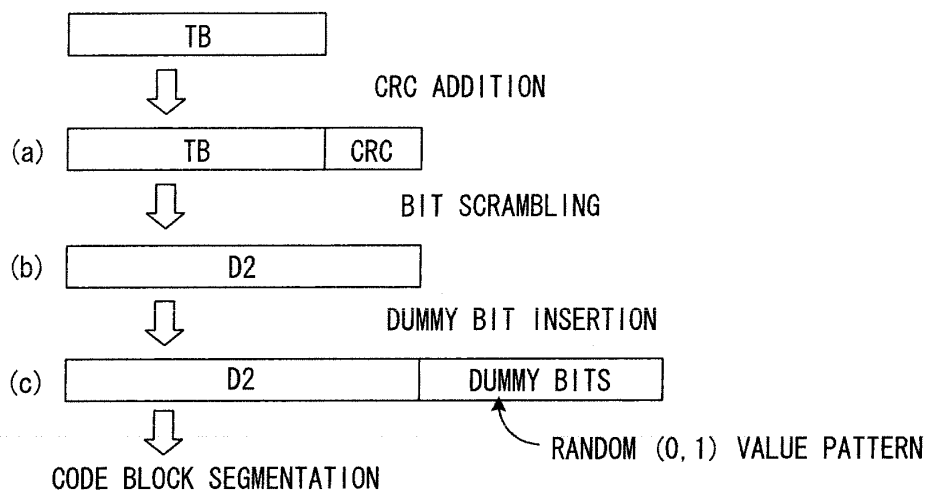 TB
CRC ADDITION
(a) TB CRC
BIT SCRAMBLING
(b) D2
DUMMY BIT INSERTION
(c) D2 DUMMY BITS
RANDOM (0,1) VALUE PATTERN
CODE BLOCK SEGMENTATION